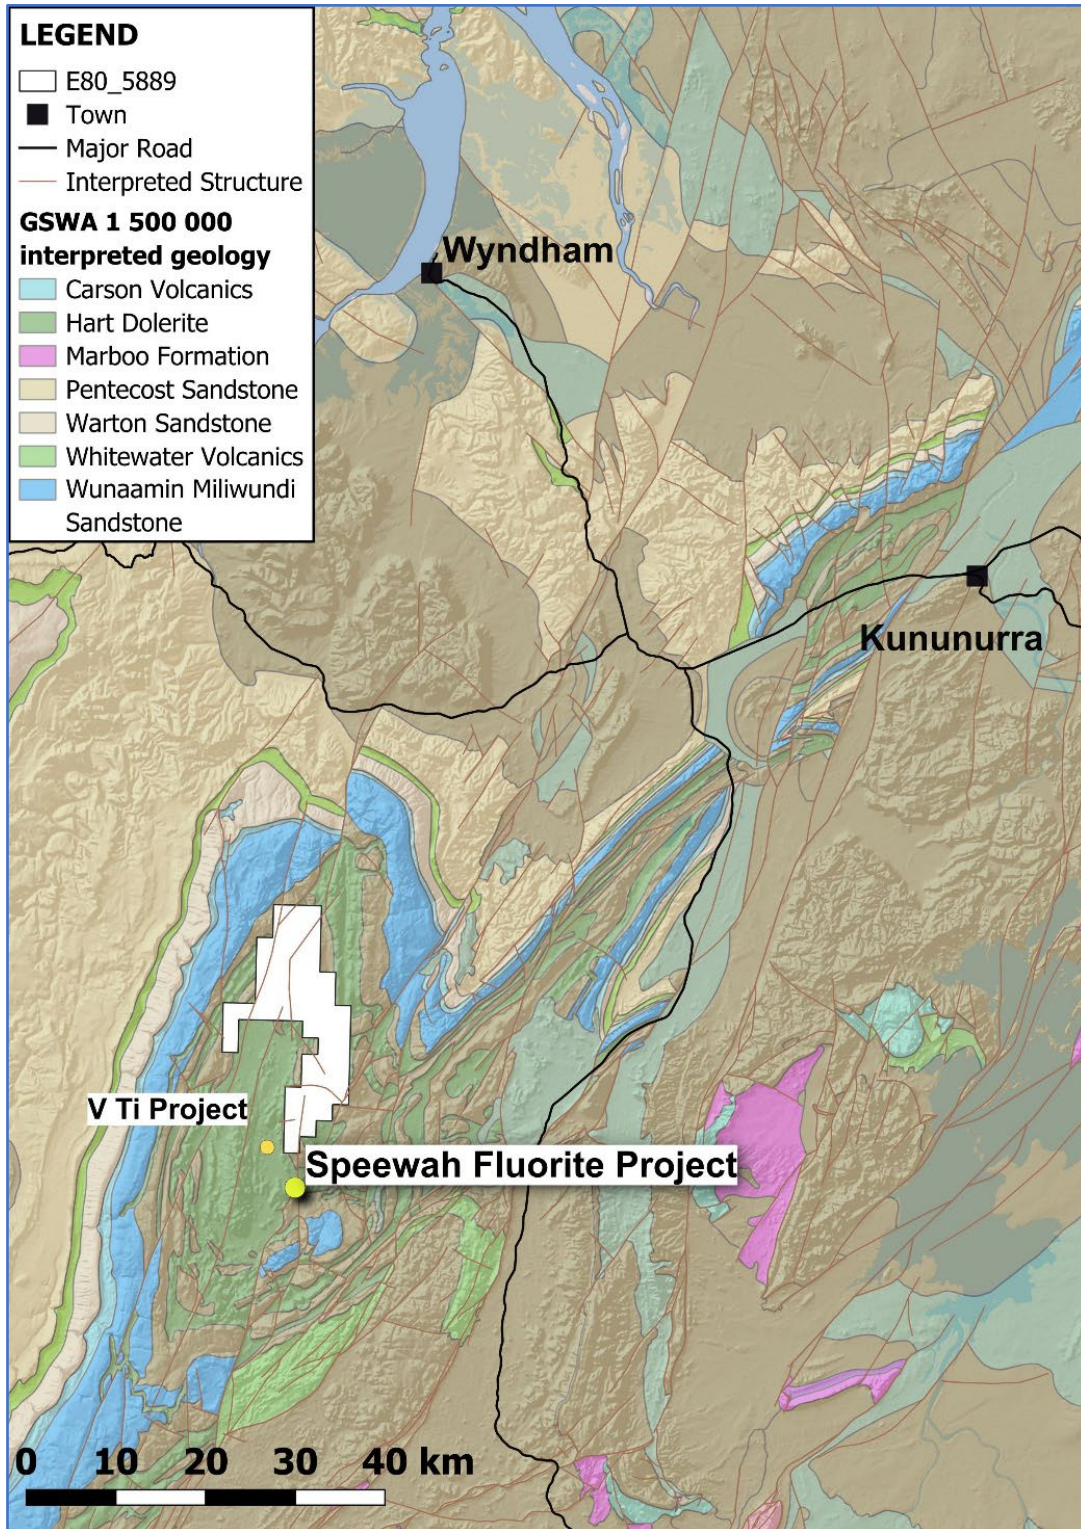 LEGEND
E80_5889
Town
Major Road
Interpreted Structure
GSWA 1 500 000
interpreted geology
Carson Volcanics
Hart Dolerite
Marboo Formation
Pentecost Sandstone
Warton Sandstone
Whitewater Volcanics
Wunaamin Miliwundi
Sandstone
Wyndham
Kununurra
V Ti Project
Speewah Fluorite Project
0 10 20 30 40 km